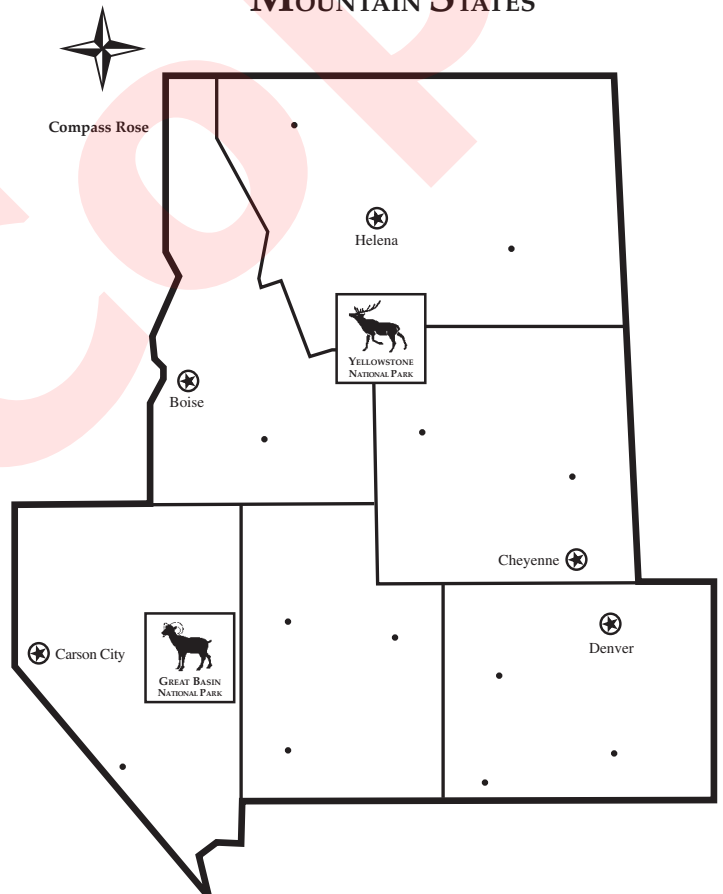 MOUNTAIN STATES
Compass Rose
Helena
YELLOWSTONE
NATIONAL PARK
Boise
Cheyenne
Carson City
GREAT BASIN
NATIONAL PARK
Denver